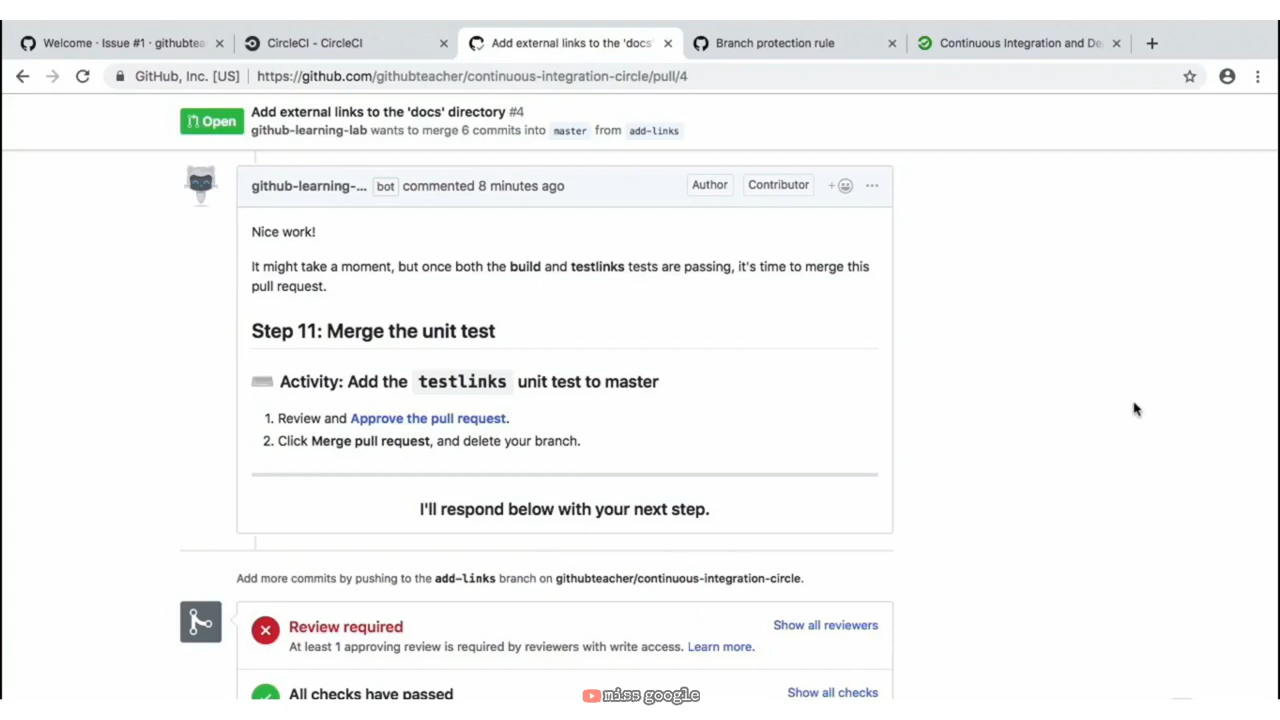 Welcome · Issue #1 · githubtea
CircleCI - CircleCI
Add external links to the 'docs'
Branch protection rule
Continuous Integration and De
GitHub, Inc. [US]
https://github.com/githubteacher/continuous-integration-circle/pull/4
Open
Add external links to the 'docs' directory #4
github-learning-lab wants to merge 6 commits into master from add-links
github-learning-... bot commented 8 minutes ago
Author
Contributor
Nice work!
It might take a moment, but once both the build and testlinks tests are passing, it's time to merge this
pull request.
Step 11: Merge the unit test
Activity: Add the testlinks unit test to master
1. Review and Approve the pull request.
2. Click Merge pull request, and delete your branch.
I'll respond below with your next step.
Add more commits by pushing to the add-links branch on githubteacher/continuous-integration-circle.
Review required
Show all reviewers
At least 1 approving review is required by reviewers with write access. Learn more.
All checks have passed
Show all checks
miss google